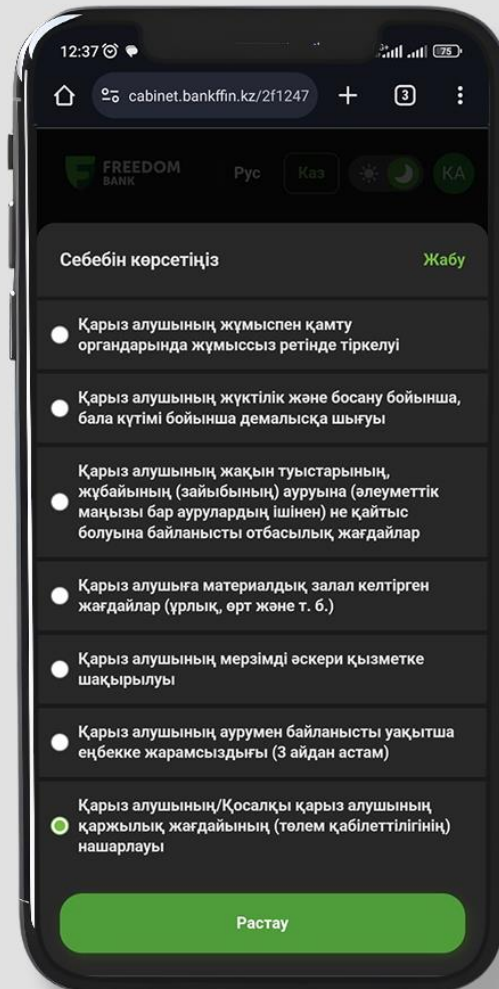 12:37
75
cabinet.bankffin.kz/2f1247
3
FREEDOM
BANK
Рус
Каз
КА
Себебін көрсетіңіз
Жабу
Қарыз алушының жұмыспен қамту
органдарында жұмыссыз ретінде тіркелуі
Қарыз алушының жүктілік және босану бойынша,
бала күтімі бойынша демалысқа шығуы
Қарыз алушының жақын туыстарының,
жұбайының (зайыбының) ауруына (әлеуметтік
маңызы бар аурулардың ішінен) не қайтыс
болуына байланысты отбасылық жағдайлар
Қарыз алушыға материалдық залал келтірген
жағдайлар (ұрлық, өрт және т. б.)
Қарыз алушының мерзімді әскери қызметке
шақырылуы
Қарыз алушының аурумен байланысты уақытша
еңбекке жарамсыздығы (3 айдан астам)
Қарыз алушының/Қосалқы қарыз алушының
қаржылық жағдайының (төлем қабілеттілігінің)
нашарлауы
Растау